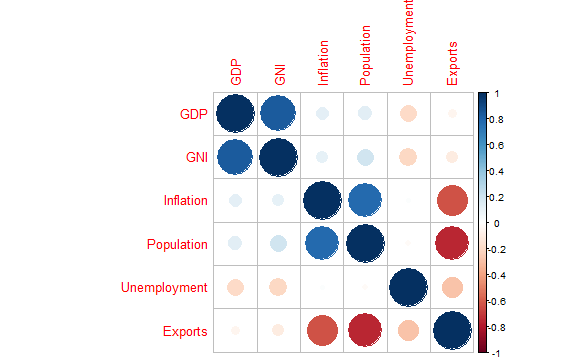 GDP
GNI
Inflation
Population
Unemployment
Exports
GDP
GNI
Inflation
Population
Unemployment
Exports
1
0.8
0.6
0.4
0.2
0
-0.2
-0.4
-0.6
-0.8
-1